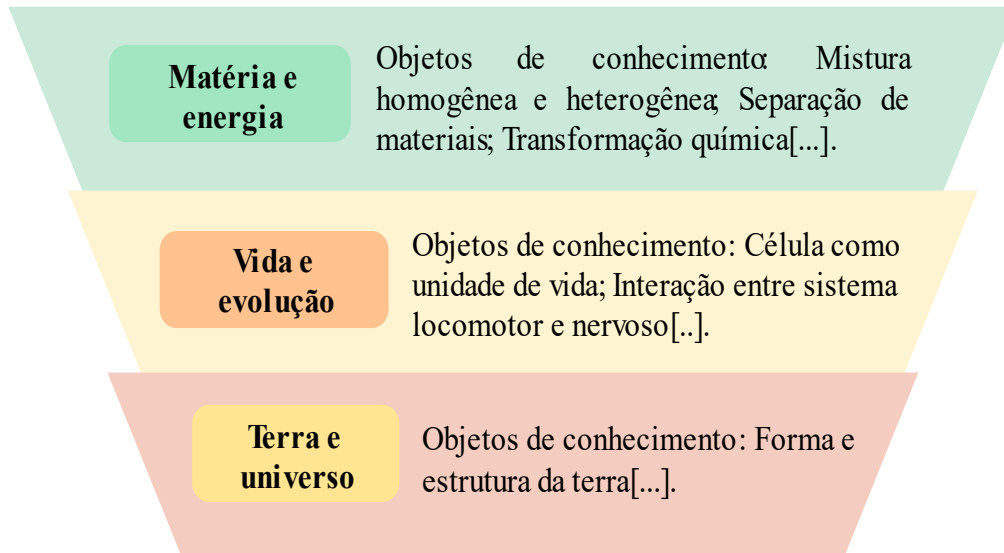 Matéria e
energia
Objetos de conhecimento: Mistura
homogênea e heterogênea; Separação de
materiais; Transformação química[...].
Vida e
evolução
Objetos de conhecimento: Célula como
unidade de vida; Interação entre sistema
locomotor e nervoso[..].
Terra e
universo
Objetos de conhecimento: Forma e
estrutura da terra[...].